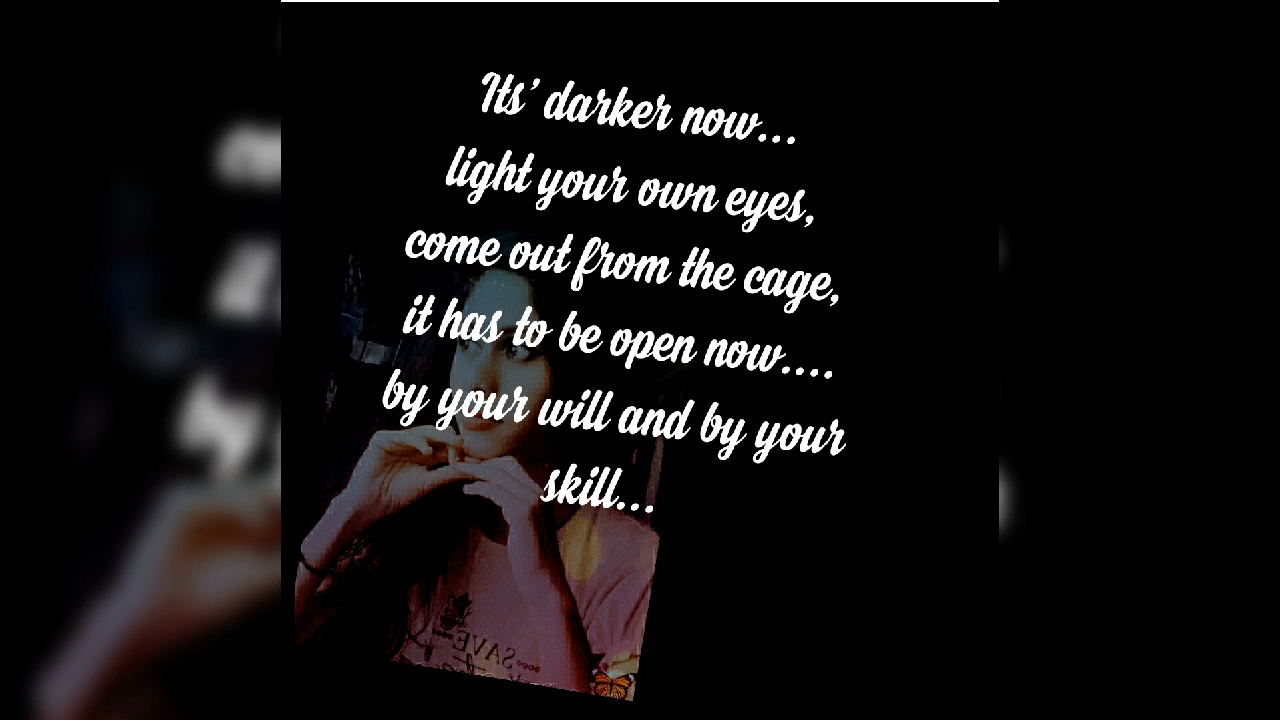 Its' darker now...
light your own eyes,
come out from the cage,
it has to be open now....
by your will and by your
skill...
SAVE